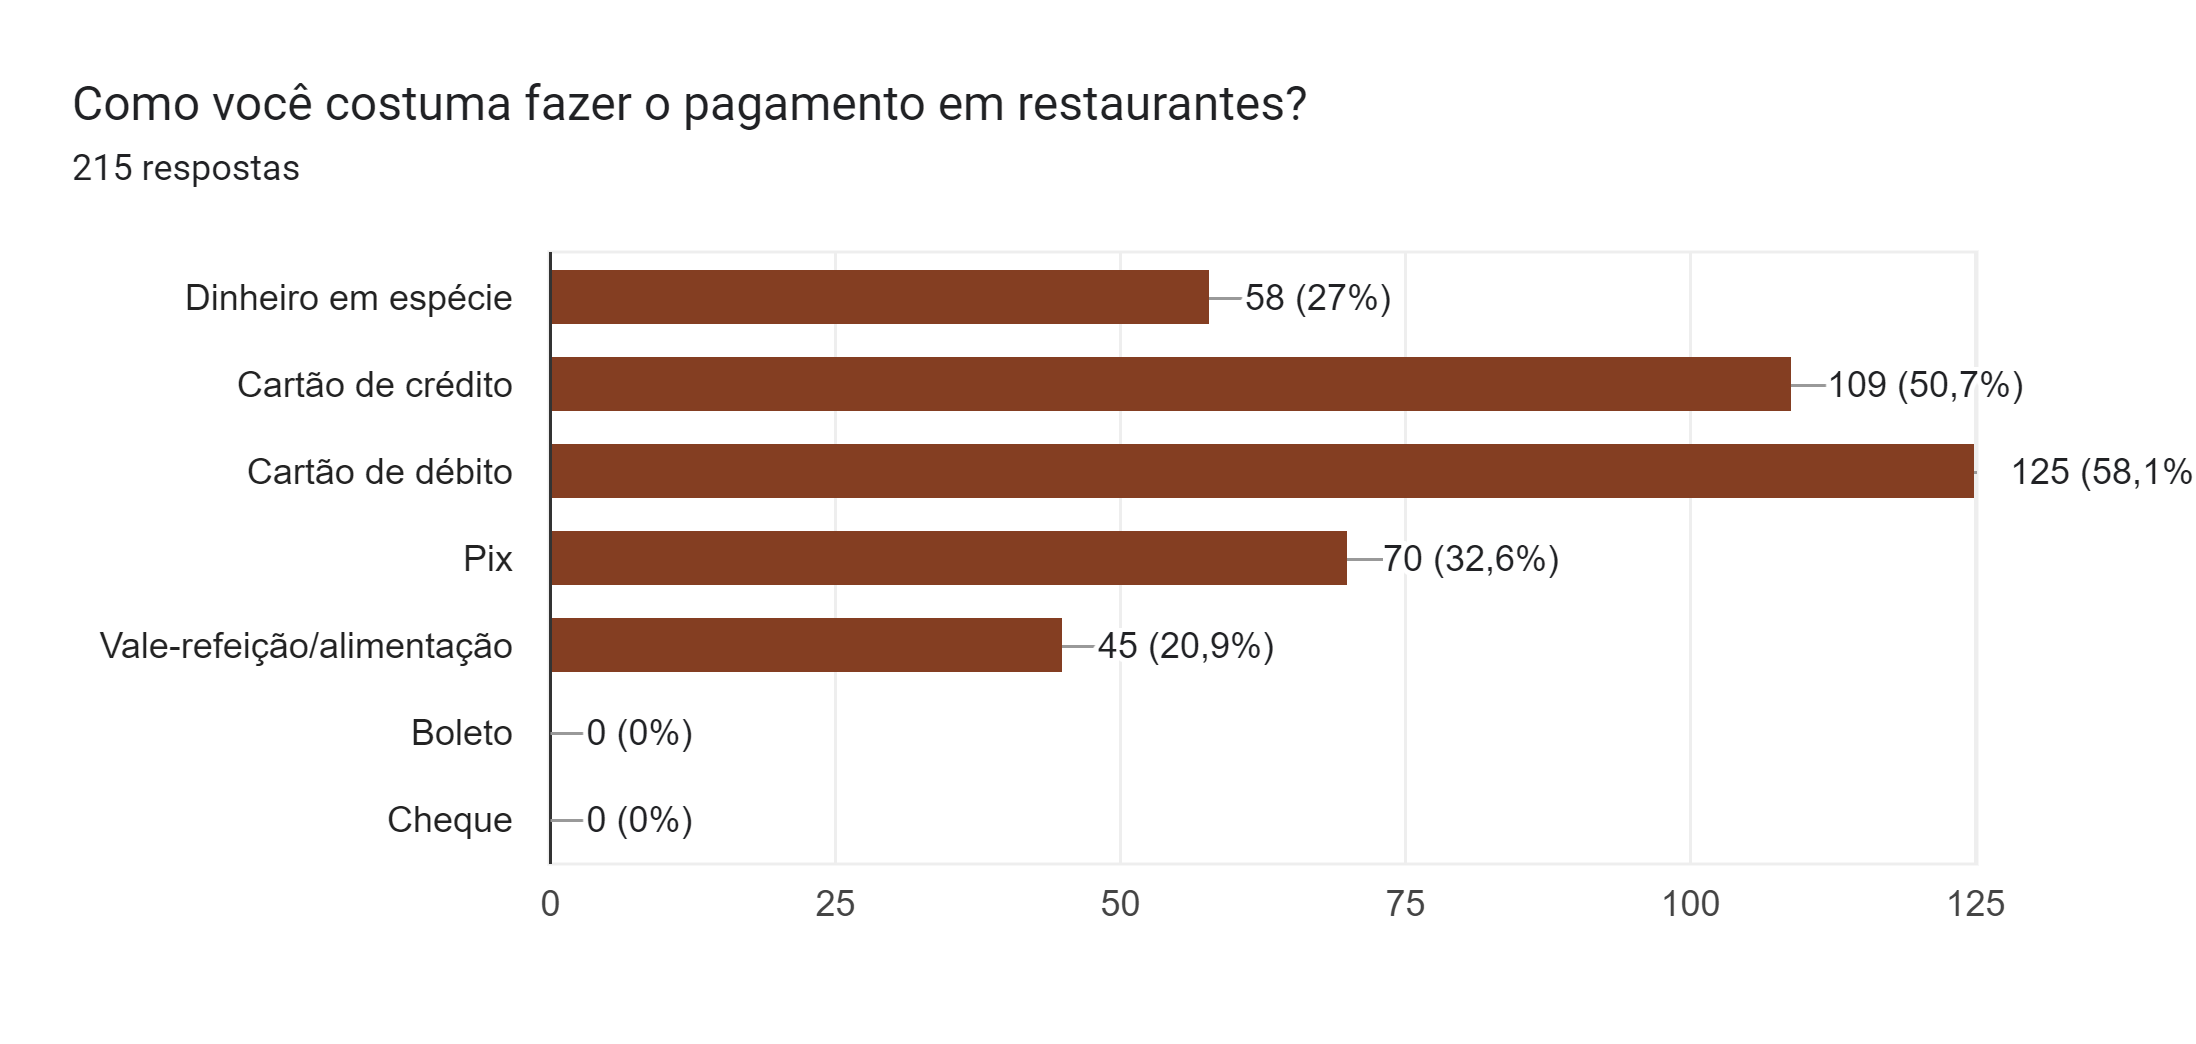 Como você costuma fazer o pagamento em restaurantes?
215 respostas
Dinheiro em espécie 58 (27%)
Cartão de crédito 109 (50,7%)
Cartão de débito 125 (58,1%
Pix 70 (32,6%)
Vale-refeição/alimentação 45 (20,9%)
Boleto 0 (0%)
Cheque 0 (0%)
0 25 50 75 100 125